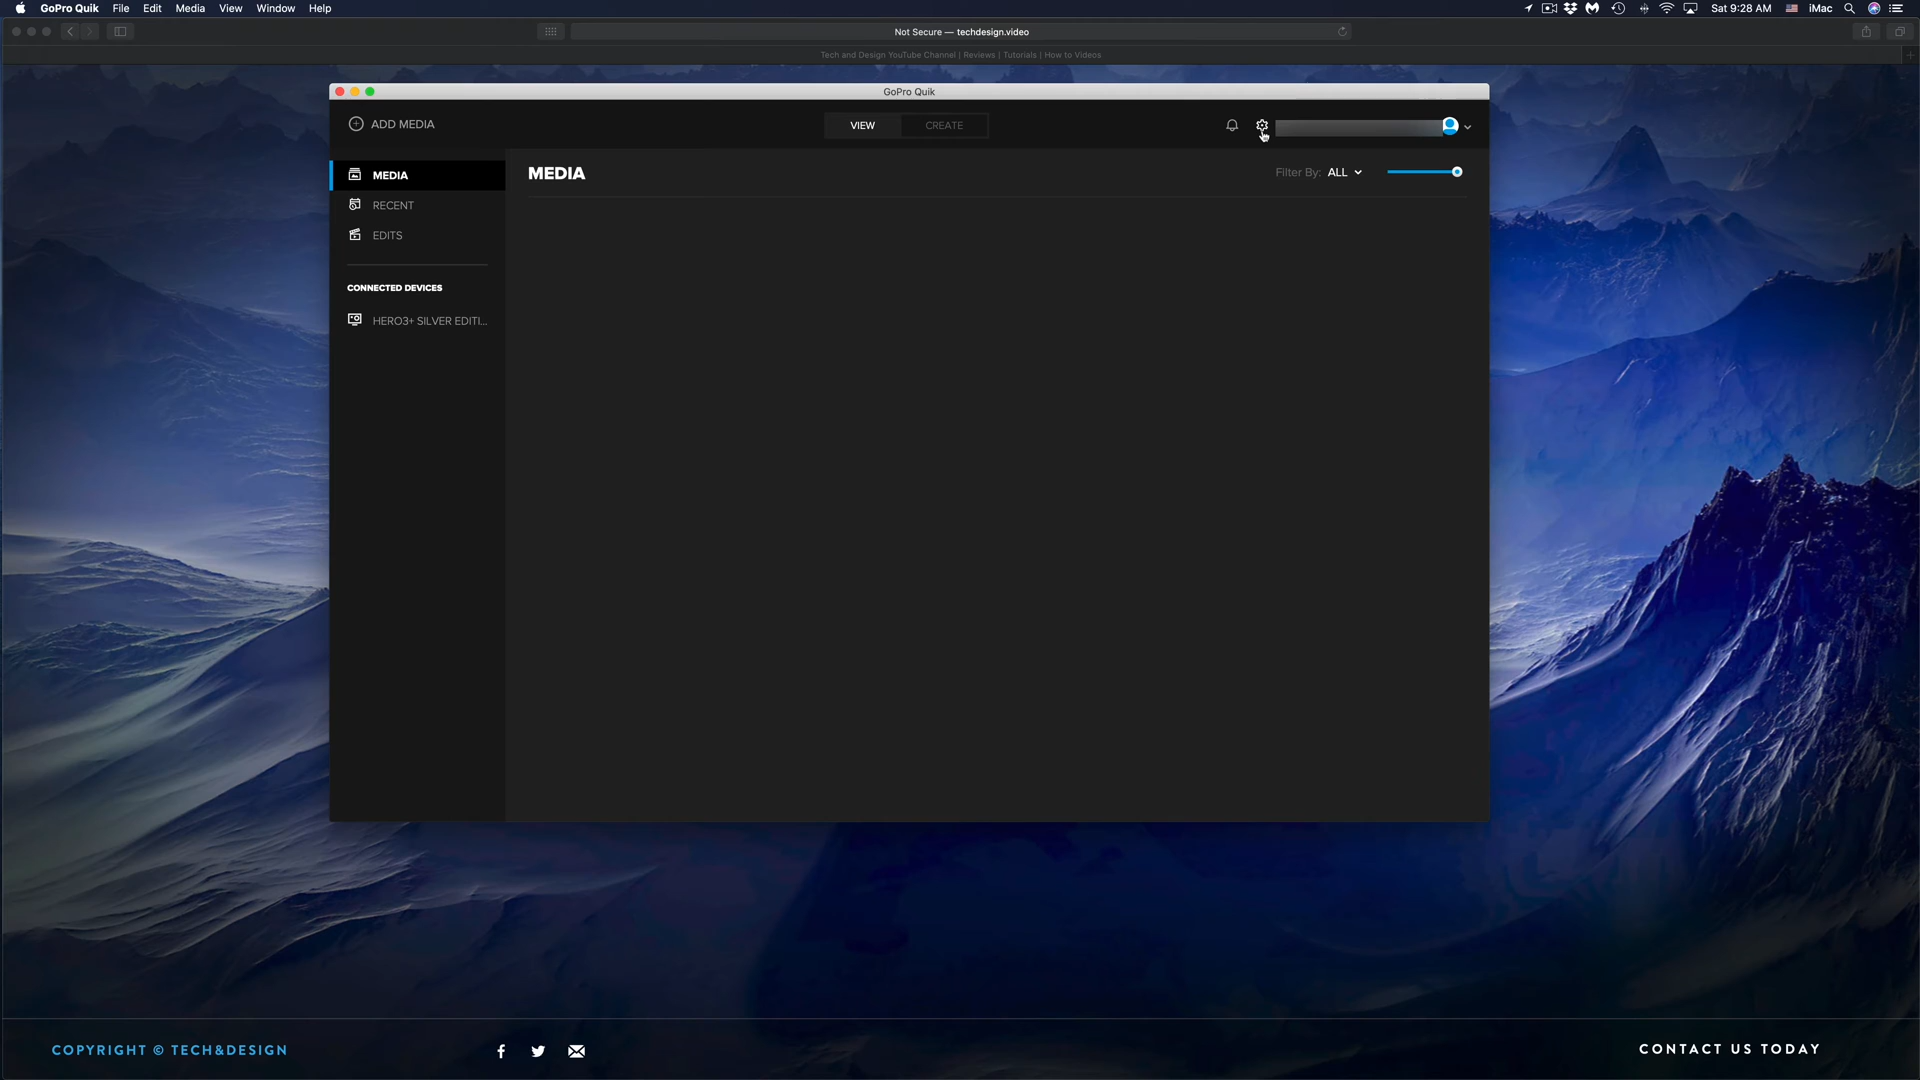 GoPro Quik File Edit Media View Window Help Sat 9:28 AM iMac
Not Secure — techdesign.video
Tech and Design YouTube Channel | Reviews | Tutorials | How to Videos
GoPro Quik
ADD MEDIA VIEW CREATE
MEDIA
RECENT
EDITS
CONNECTED DEVICES
HERO3+ SILVER EDITI...
MEDIA Filter By: ALL
COPYRIGHT © TECH&DESIGN CONTACT US TODAY